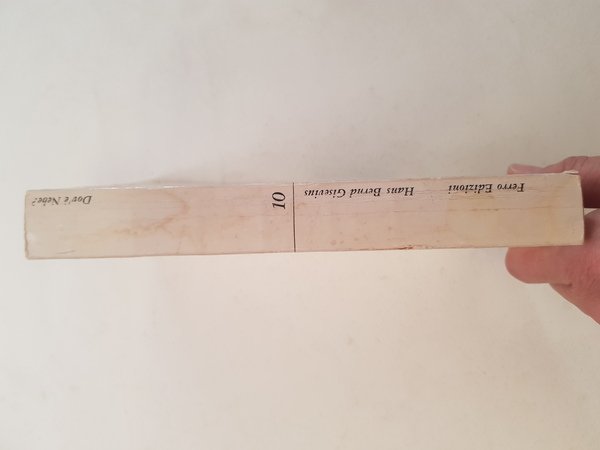 Ferro Edizioni
Hans Bernd Gisevius
10
Dov'è Nebe?